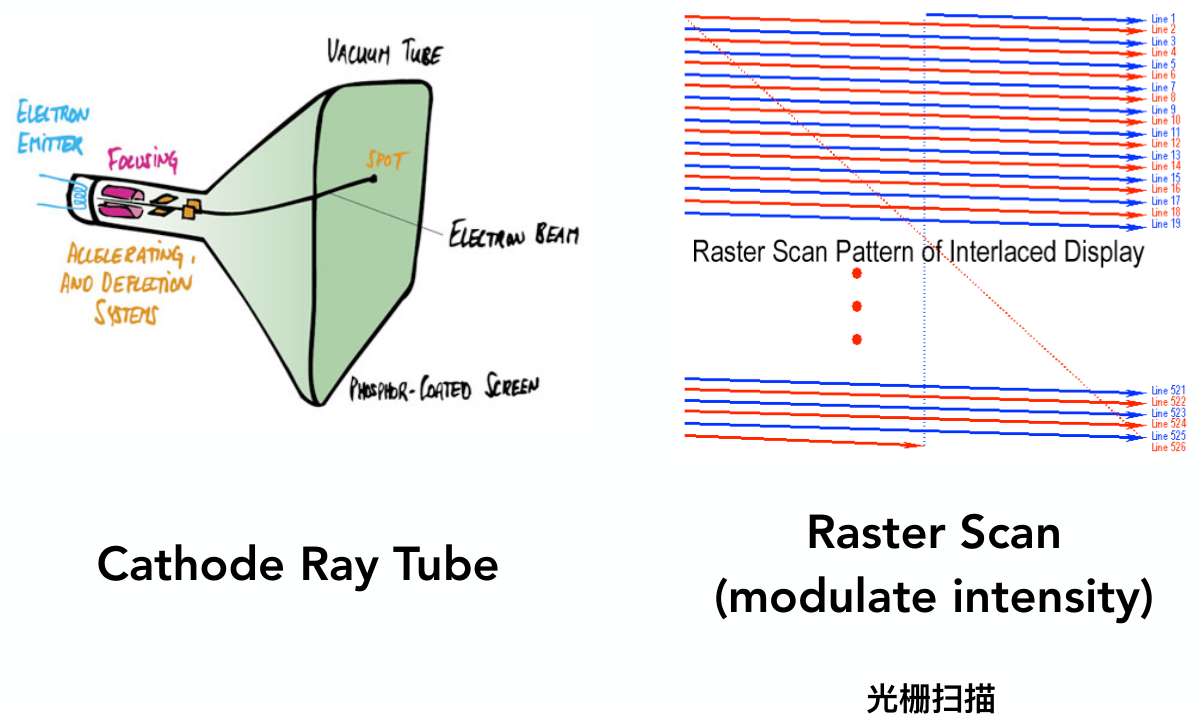 VACUUM TUBE
ELECTRON
EMITTER
FOCUSING
SPOT
ELECTRON BEAM
ACCELERATING,
AND DEFLECTION
SYSTEMS
PHOSPHOR-COATED SCREEN
Cathode Ray Tube
Line 1
Line 2
Line 3
Line 4
Line 5
Line 6
Line 7
Line 8
Line 9
Line 10
Line 11
Line 12
Line 13
Line 14
Line 15
Line 16
Line 17
Line 18
Line 19
Raster Scan Pattern of Interlaced Display
Line 521
Line 522
Line 523
Line 524
Line 525
Line 526
Raster Scan
(modulate intensity)
光栅扫描